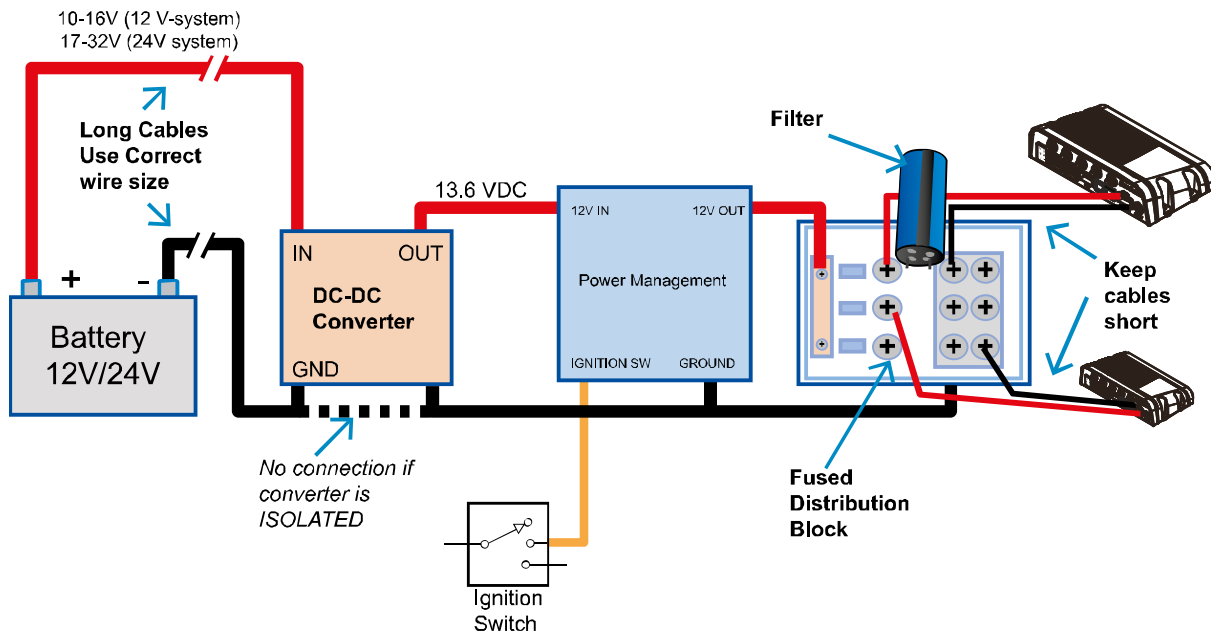 10-16V (12 V-system)
17-32V (24V system)
Long Cables
Use Correct
wire size
+
-
Battery
12V/24V
IN
OUT
DC-DC
Converter
GND
No connection if
converter is
ISOLATED
13.6 VDC
12V IN
12V OUT
Power Management
IGNITION SW
GROUND
Ignition
Switch
Filter
+
+
+
+
+
+
+
+
+
Keep
cables
short
Fused
Distribution
Block